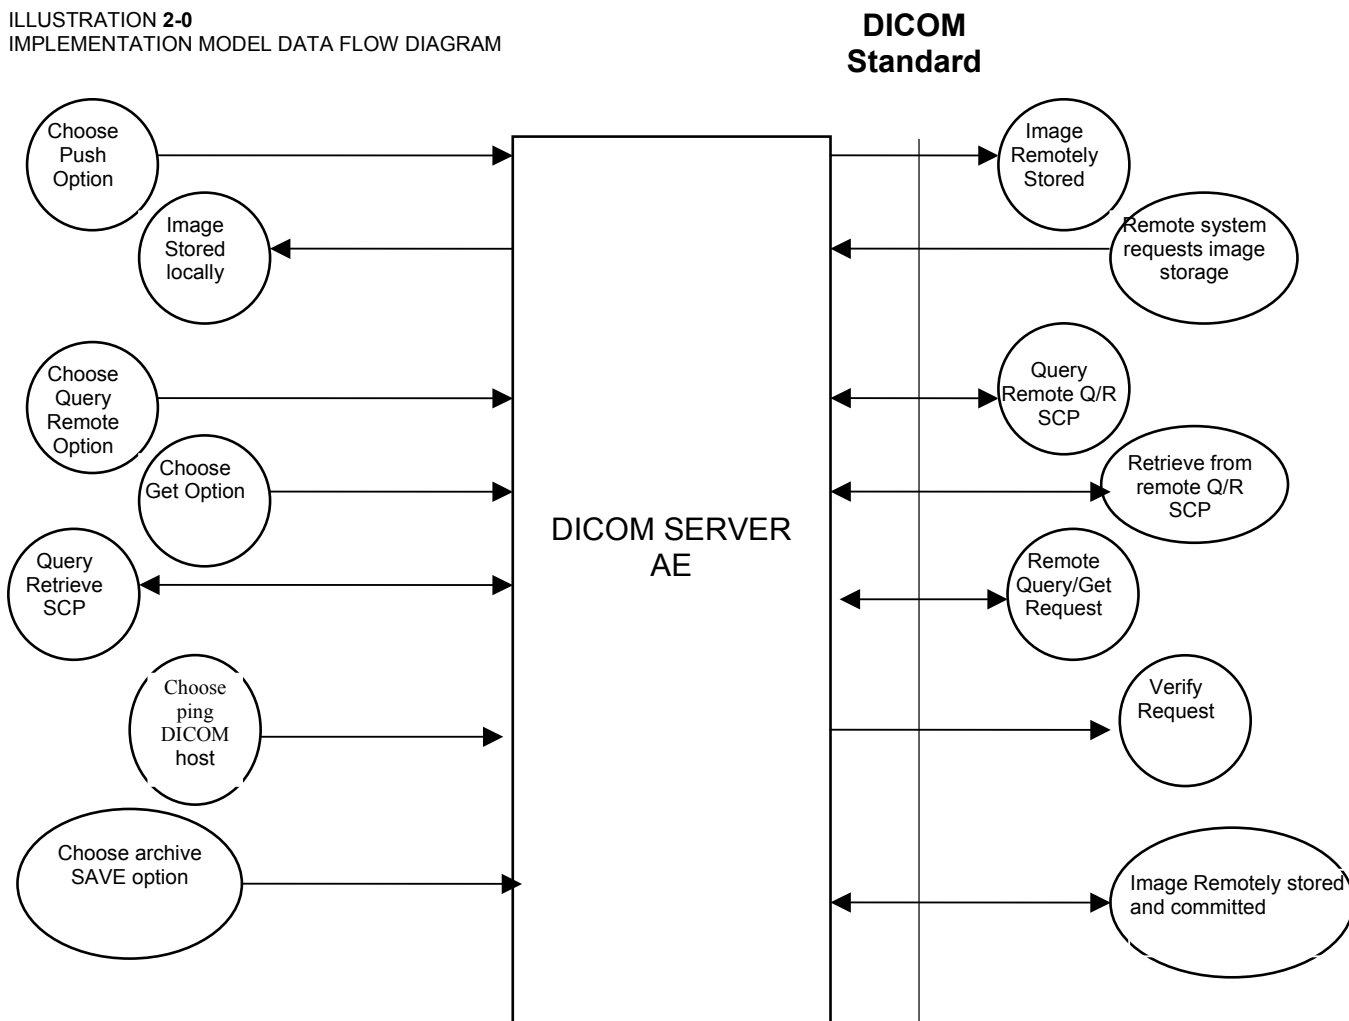 ILLUSTRATION 2-0
IMPLEMENTATION MODEL DATA FLOW DIAGRAM
DICOM
Standard
Choose
Push
Option
Image
Remotely
Stored
Image
Stored
locally
Remote system
requests image
storage
Choose
Query
Remote
Option
Query
Remote Q/R
SCP
Choose
Get Option
Retrieve from
remote Q/R
SCP
DICOM SERVER
AE
Query
Retrieve
SCP
Remote
Query/Get
Request
Choose
ping
DICOM
host
Verify
Request
Choose archive
SAVE option
Image Remotely stored
and committed